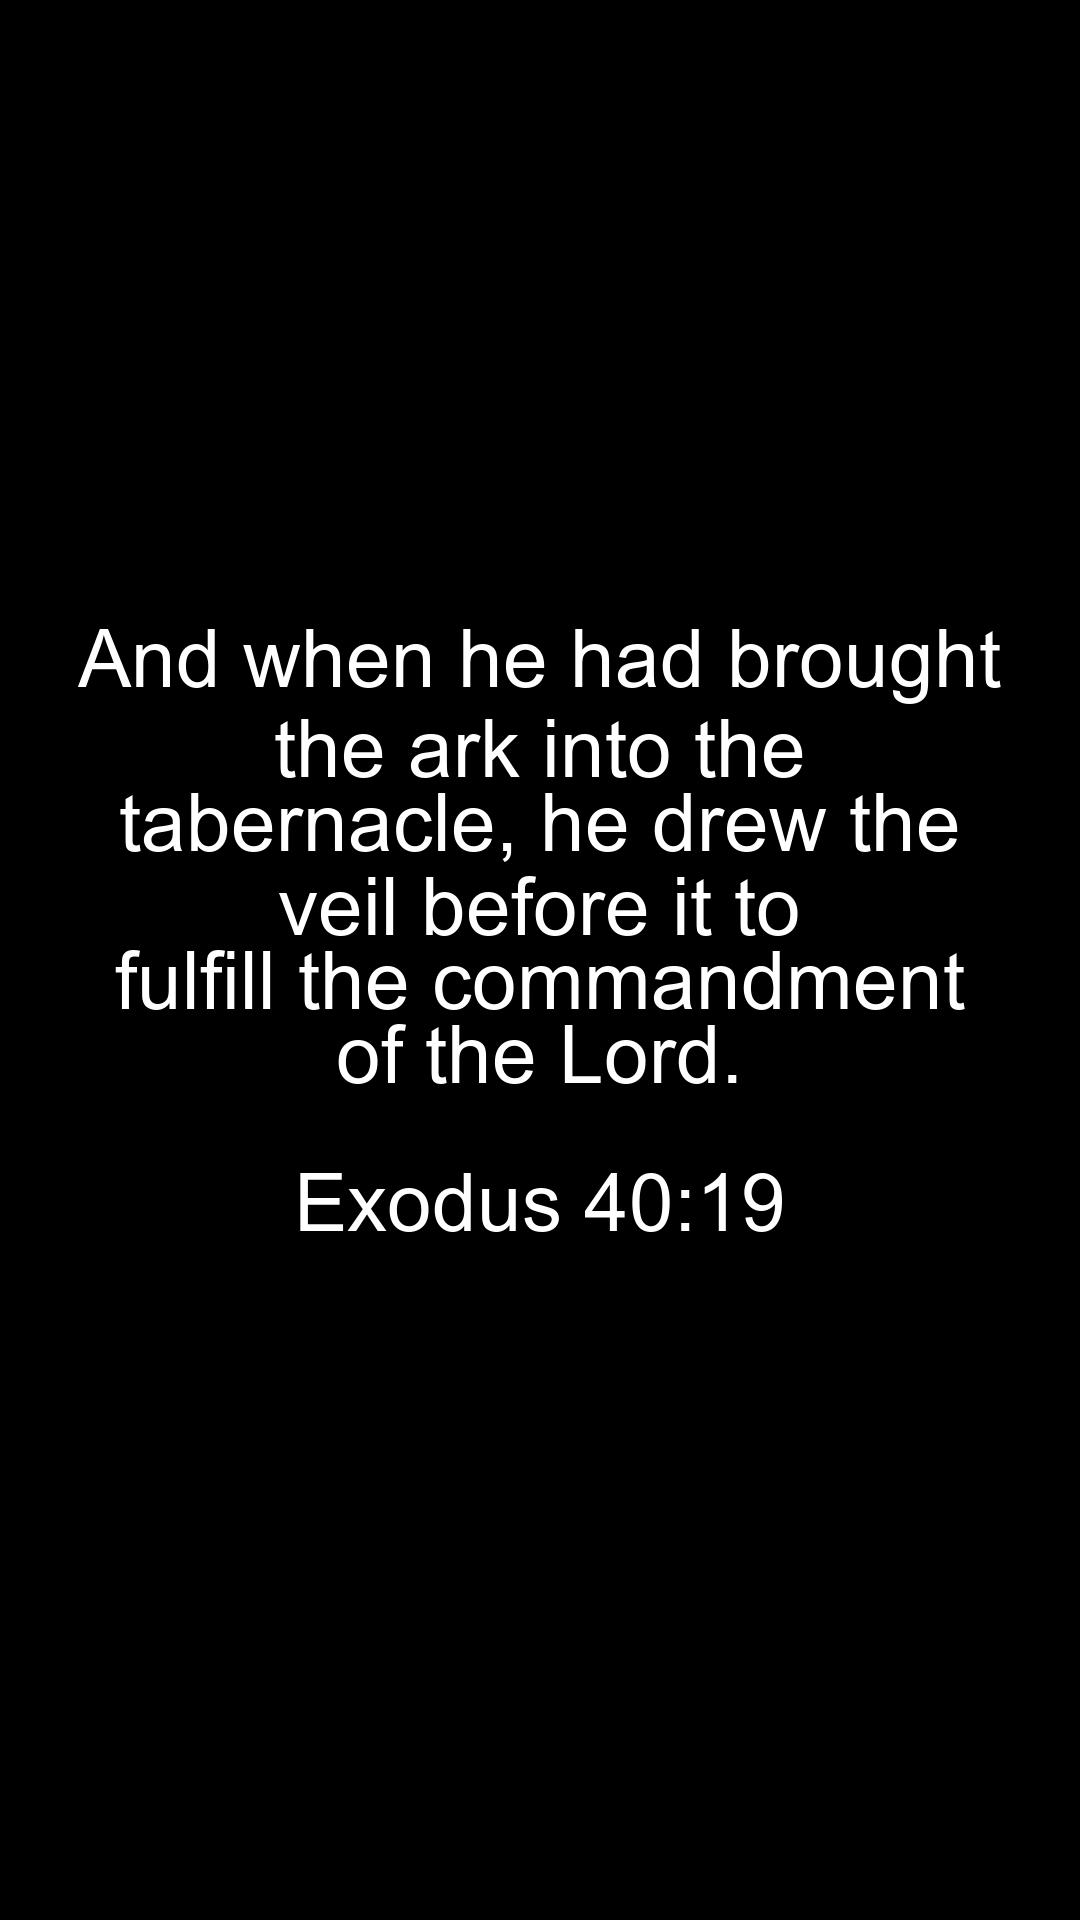 And when he had brought
the ark into the
tabernacle, he drew the
veil before it to
fulfill the commandment
of the Lord.
Exodus 40:19